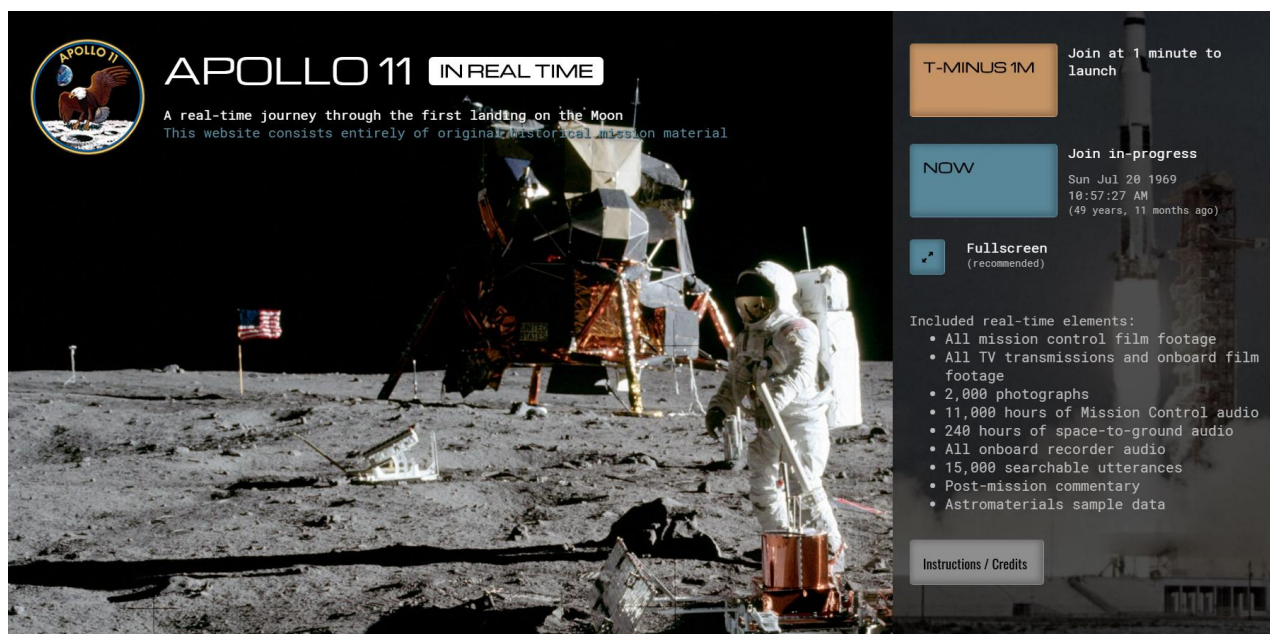 APOLLO 11
APOLLO 11 IN REAL TIME
A real-time journey through the first landing on the Moon
This website consists entirely of original historical mission material
UNITED
STATES
T-MINUS 1M
Join at 1 minute to
launch
NOW
Join in-progress
Sun Jul 20 1969
10:57:27 AM
(49 years, 11 months ago)
Fullscreen
(recommended)
Included real-time elements:
• All mission control film footage
• All TV transmissions and onboard film
footage
• 2,000 photographs
• 11,000 hours of Mission Control audio
• 240 hours of space-to-ground audio
• All onboard recorder audio
• 15,000 searchable utterances
• Post-mission commentary
• Astromaterials sample data
Instructions / Credits